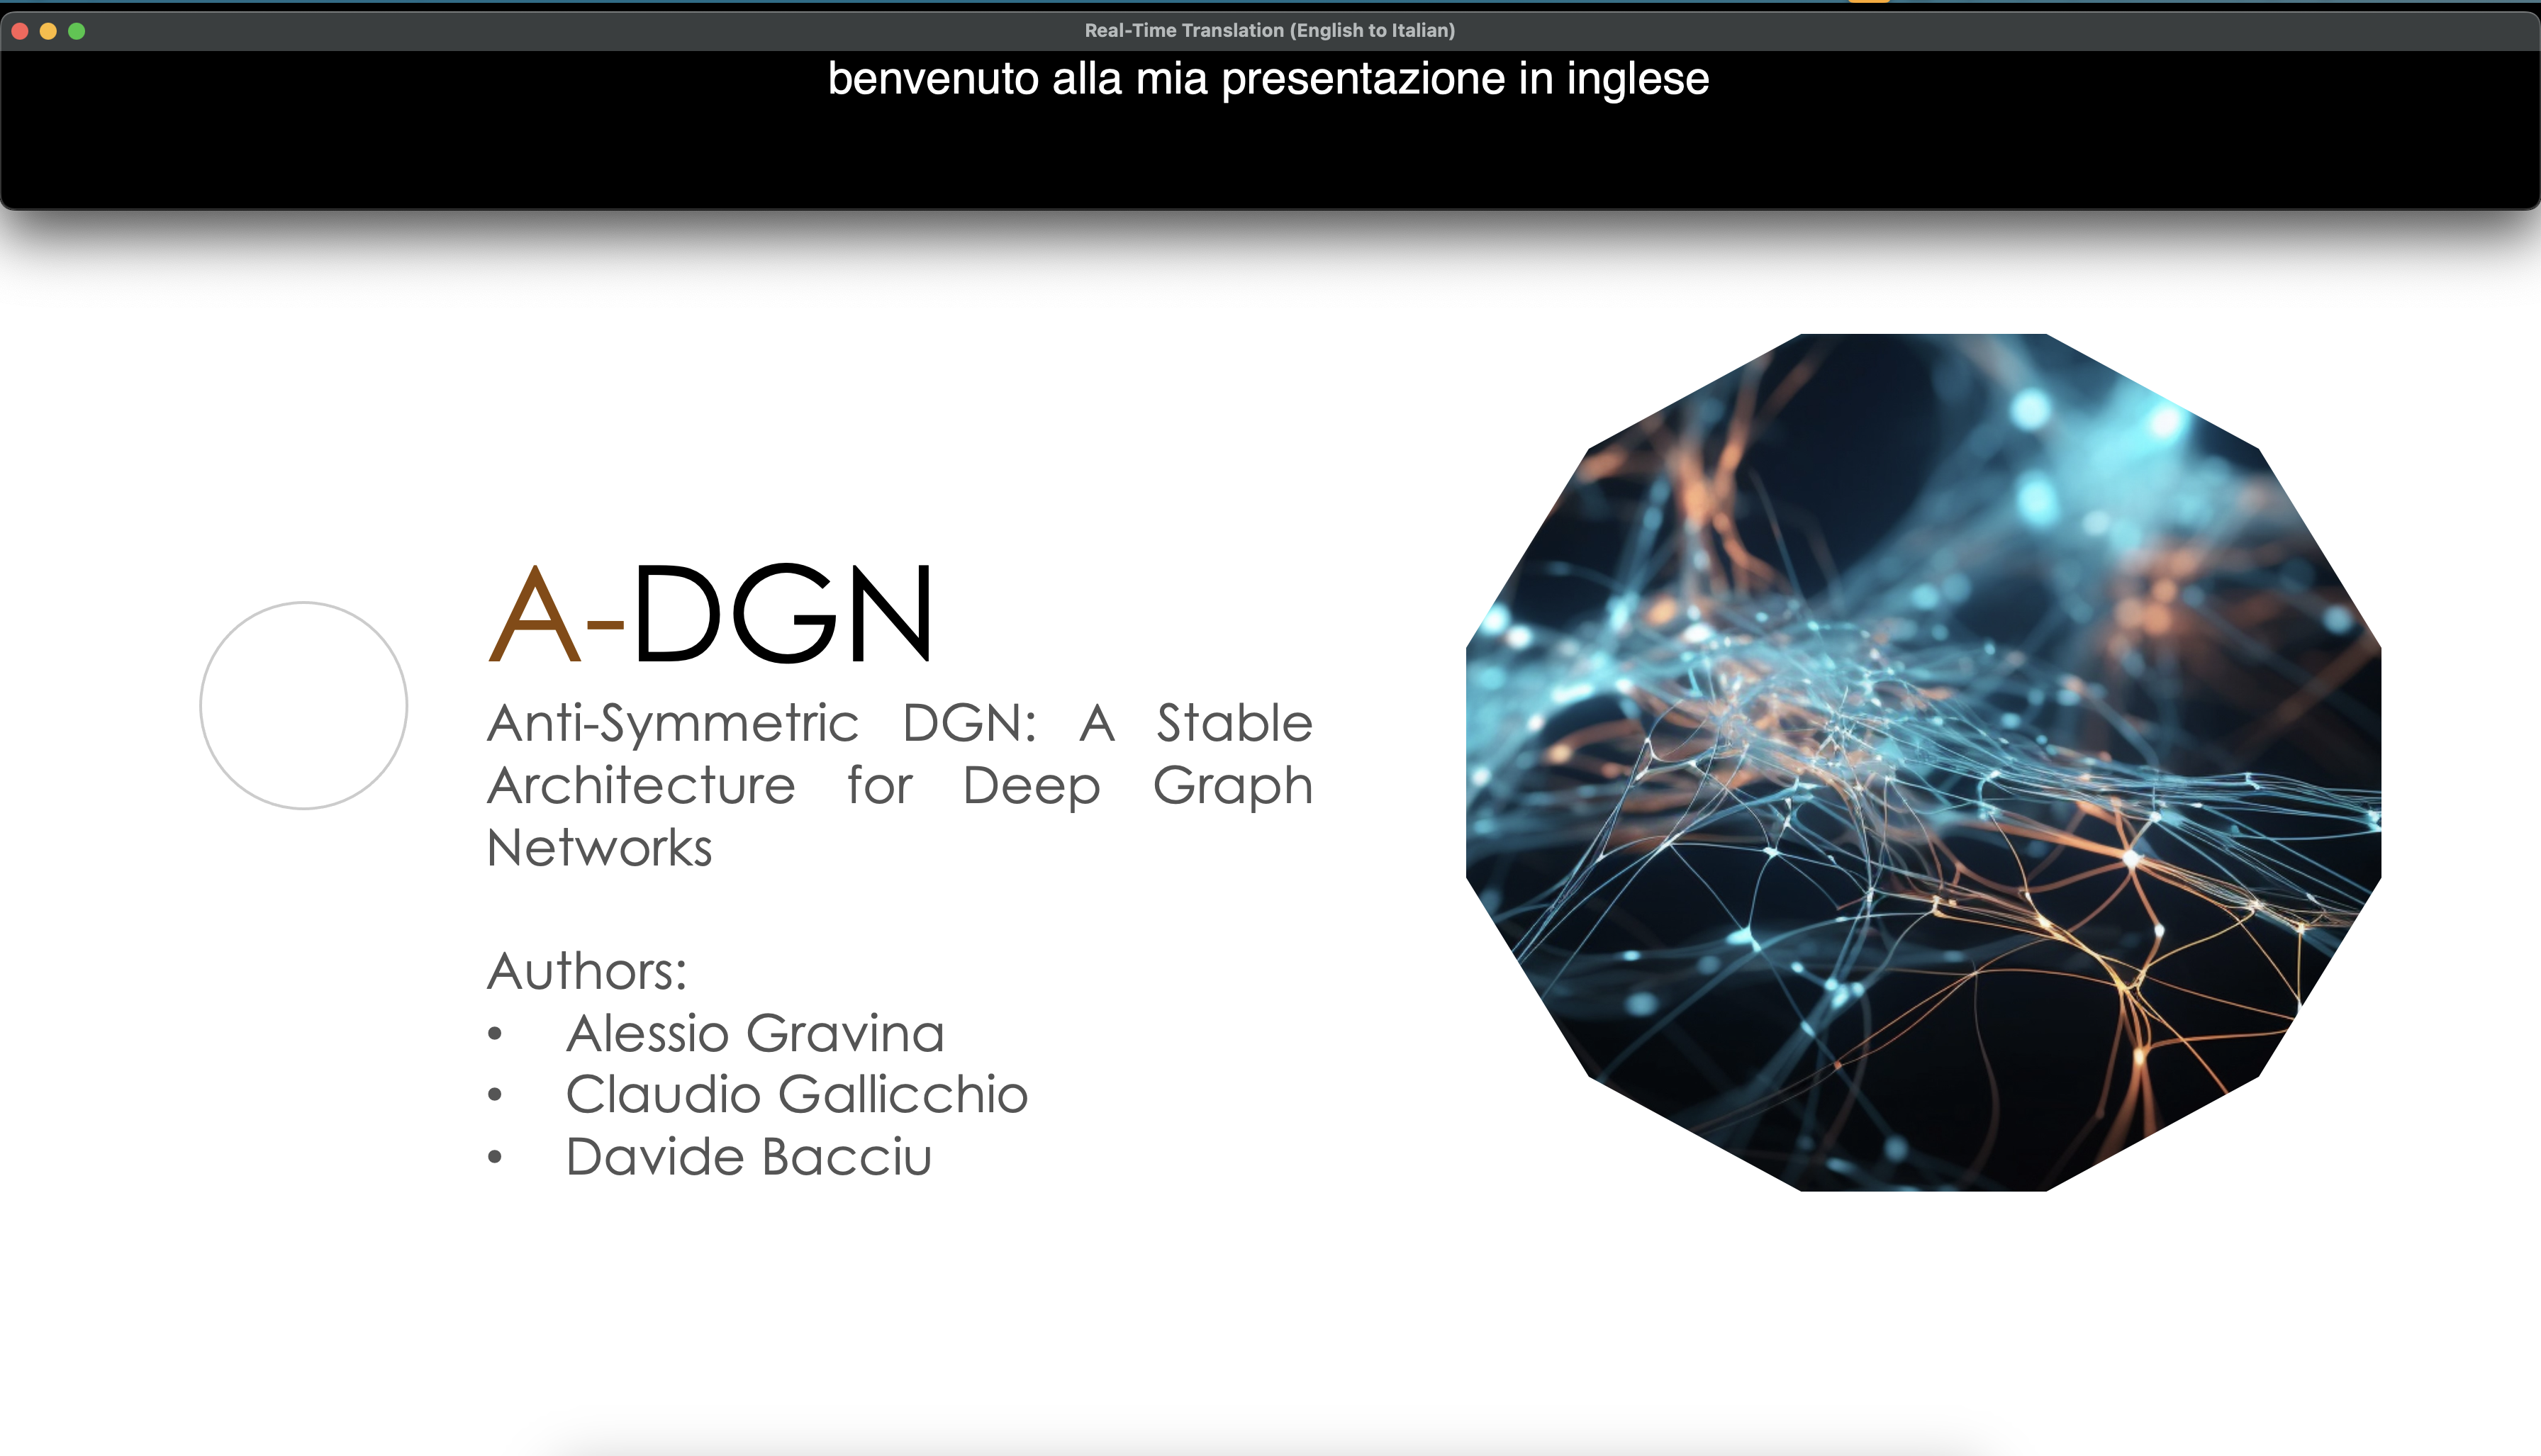 Real-Time Translation (English to Italian)
benvenuto alla mia presentazione in inglese
A-DGN
Anti-Symmetric DGN: A Stable
Architecture for Deep Graph
Networks
Authors:
• Alessio Gravina
• Claudio Gallicchio
• Davide Bacciu